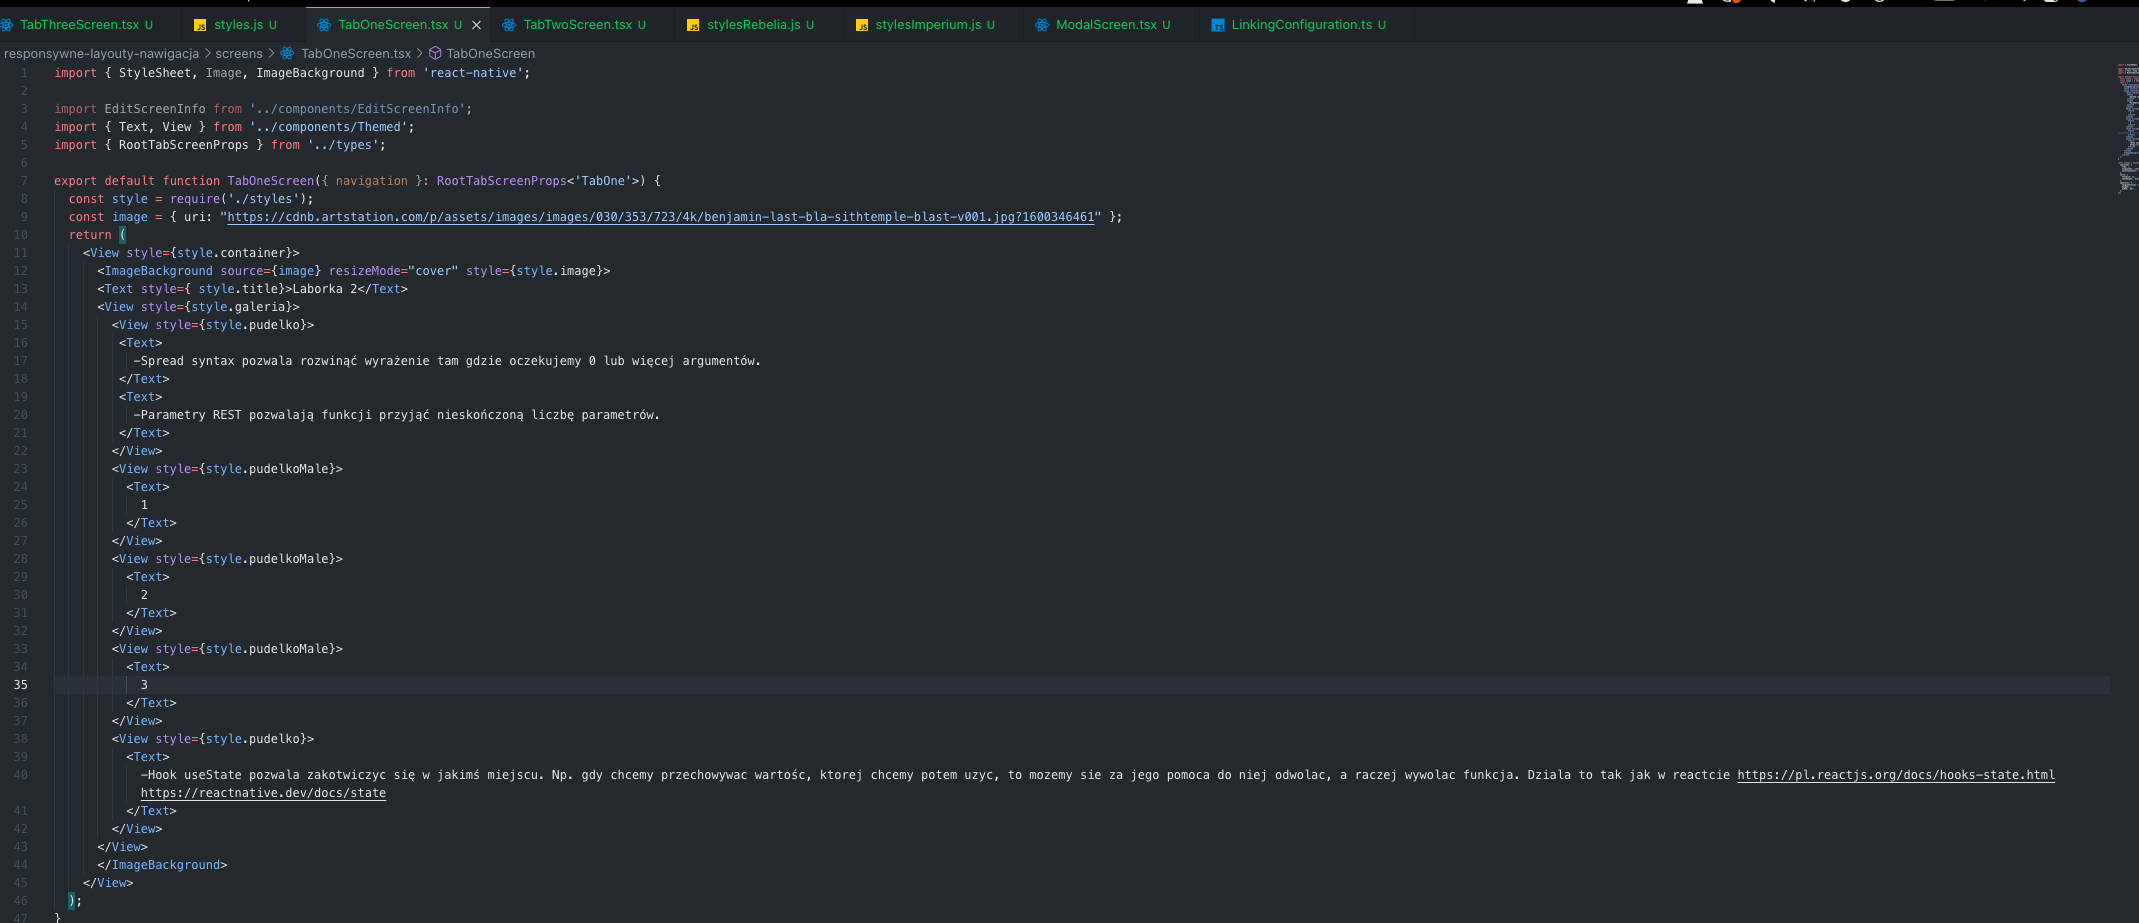 TabThreeScreen.tsx U JS styles.js U TabOneScreen.tsx U TabTwoScreen.tsx U JS stylesRebelia.js U JS stylesImperium.js U ModalScreen.tsx U TS LinkingConfiguration.ts U
responsywne-layouty-nawigacja > screens > TabOneScreen.tsx > TabOneScreen
1 import { StyleSheet, Image, ImageBackground } from 'react-native';
2
3 import EditScreenInfo from '../components/EditScreenInfo';
4 import { Text, View } from '../components/Themed';
5 import { RootTabScreenProps } from '../types';
6
7 export default function TabOneScreen({ navigation }: RootTabScreenProps<'TabOne'>) {
8 const style = require('./styles');
9 const image = { uri: "https://cdnb.artstation.com/p/assets/images/images/030/353/723/4k/benjamin-last-bla-sithtemple-blast-v001.jpg?1600346461" };
10 return (
11 <View style={style.container}>
12 <ImageBackground source={image} resizeMode="cover" style={style.image}>
13 <Text style={ style.title}>Laborka 2</Text>
14 <View style={style.galeria}>
15 <View style={style.pudelko}>
16 <Text>
17 -Spread syntax pozwala rozwinąć wyrażenie tam gdzie oczekujemy 0 lub więcej argumentów.
18 </Text>
19 <Text>
20 -Parametry REST pozwalają funkcji przyjąć nieskończoną liczbę parametrów.
21 </Text>
22 </View>
23 <View style={style.pudelkoMale}>
24 <Text>
25 1
26 </Text>
27 </View>
28 <View style={style.pudelkoMale}>
29 <Text>
30 2
31 </Text>
32 </View>
33 <View style={style.pudelkoMale}>
34 <Text>
35 3
36 </Text>
37 </View>
38 <View style={style.pudelko}>
39 <Text>
40 -Hook useState pozwala zakotwiczyc się w jakimś miejscu. Np. gdy chcemy przechowywac wartośc, ktorej chcemy potem uzyc, to mozemy sie za jego pomoca do niej odwolac, a raczej wywolac funkcja. Dziala to tak jak w reactcie https://pl.reactjs.org/docs/hooks-state.html
https://reactnative.dev/docs/state
41 </Text>
42 </View>
43 </View>
44 </ImageBackground>
45 </View>
46 );
47 }